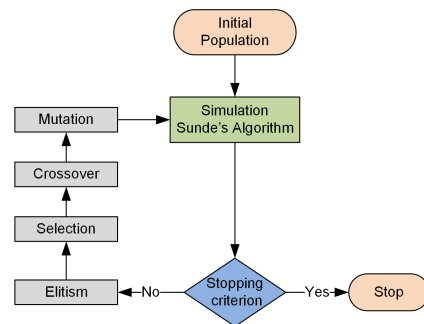 Initial
Population
Simulation
Sunde's Algorithm
Mutation
Crossover
Selection
Elitism
No
Stopping
criterion
Yes
Stop